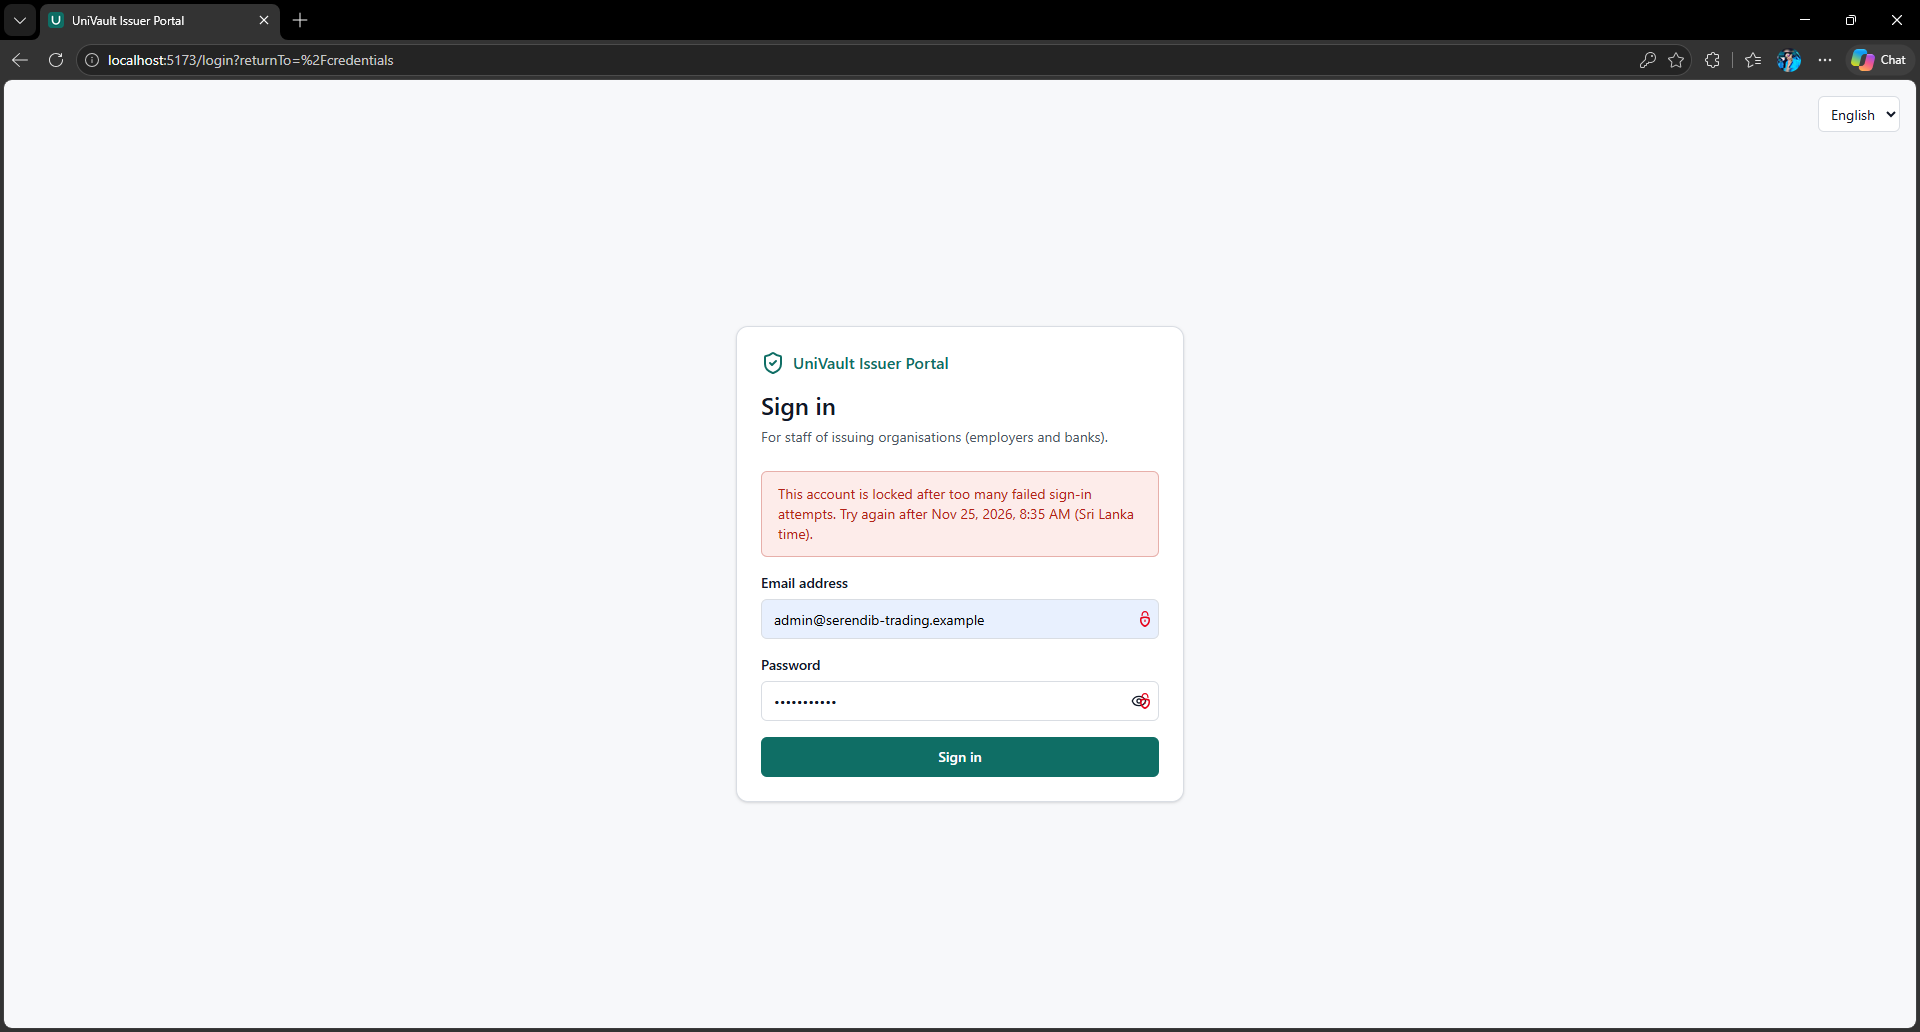 UniVault Issuer Portal
localhost:5173/login?returnTo=%2Fcredentials
Chat
English
UniVault Issuer Portal
Sign in
For staff of issuing organisations (employers and banks).
This account is locked after too many failed sign-in
attempts. Try again after Nov 25, 2026, 8:35 AM (Sri Lanka
time).
Email address
admin@serendib-trading.example
Password
Sign in